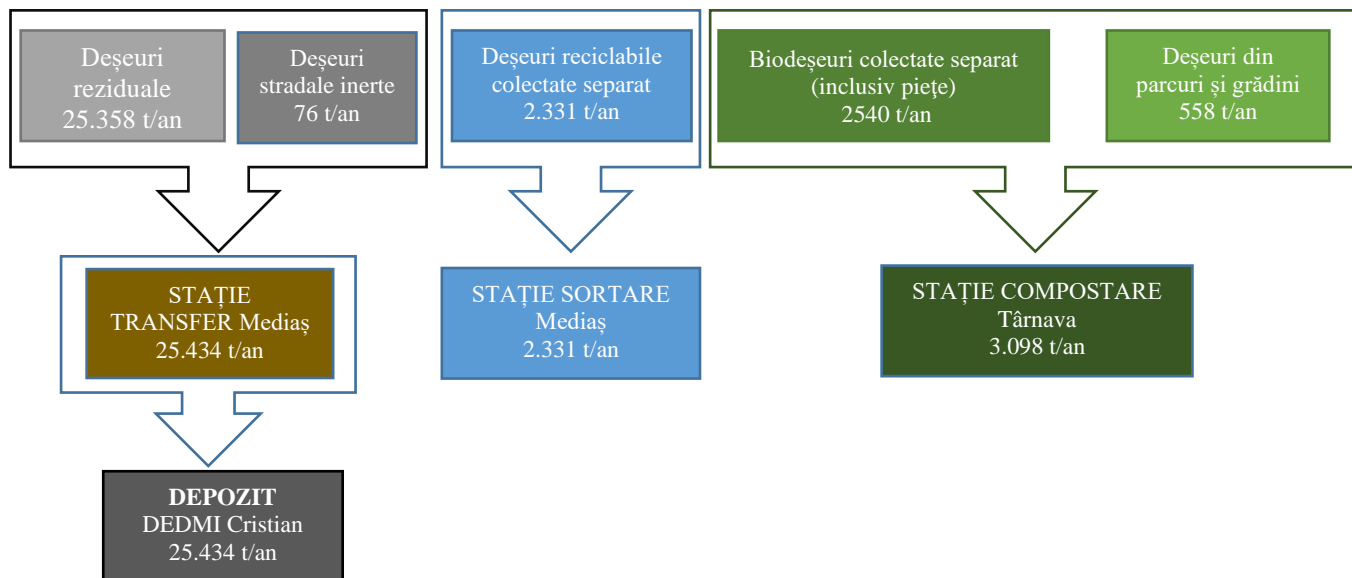 Deșeuri
reziduale
25.358 t/an
Deșeuri
stradale inerte
76 t/an
Deșeuri reciclabile
colectate separat
2.331 t/an
Biodeșeuri colectate separat
(inclusiv pieţe)
2540 t/an
Deșeuri din
parcuri și grădini
558 t/an
STAȚIE
TRANSFER Mediaș
25.434 t/an
STAȚIE SORTARE
Mediaș
2.331 t/an
STAȚIE COMPOSTARE
Târnava
3.098 t/an
DEPOZIT
DEDMI Cristian
25.434 t/an